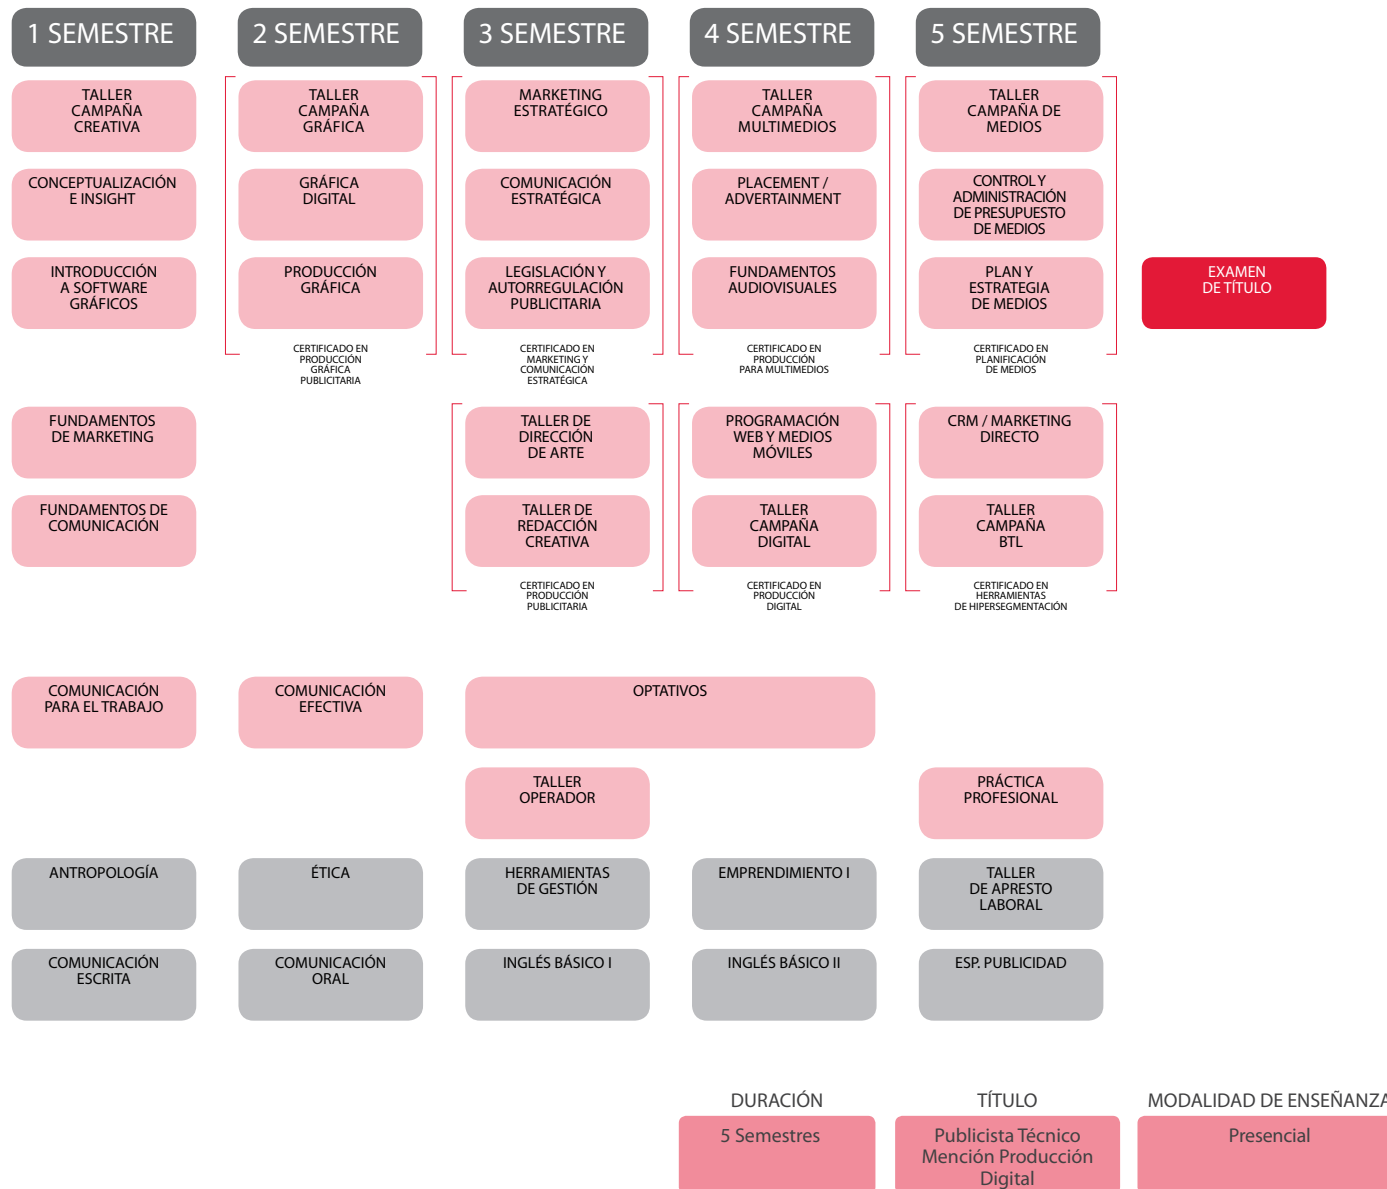 1 SEMESTRE
2 SEMESTRE
3 SEMESTRE
4 SEMESTRE
5 SEMESTRE
TALLER
CAMPAÑA
CREATIVA
TALLER
CAMPAÑA
GRÁFICA
MARKETING
ESTRATÉGICO
TALLER
CAMPAÑA
MULTIMEDIOS
TALLER
CAMPAÑA DE
MEDIOS
CONCEPTUALIZACIÓN
E INSIGHT
GRÁFICA
DIGITAL
COMUNICACIÓN
ESTRATÉGICA
PLACEMENT /
ADVERTAINMENT
CONTROL Y
ADMINISTRACIÓN
DE PRESUPUESTO
DE MEDIOS
INTRODUCCIÓN
A SOFTWARE
GRÁFICOS
PRODUCCIÓN
GRÁFICA
LEGISLACIÓN Y
AUTORREGULACIÓN
PUBLICITARIA
FUNDAMENTOS
AUDIOVISUALES
PLAN Y
ESTRATEGIA
DE MEDIOS
EXAMEN
DE TÍTULO
CERTIFICADO EN
PRODUCCIÓN
GRÁFICA
PUBLICITARIA
CERTIFICADO EN
MARKETING Y
COMUNICACIÓN
ESTRATÉGICA
CERTIFICADO EN
PRODUCCIÓN
PARA MULTIMEDIOS
CERTIFICADO EN
PLANIFICACIÓN
DE MEDIOS
FUNDAMENTOS
DE MARKETING
TALLER DE
DIRECCIÓN
DE ARTE
PROGRAMACIÓN
WEB Y MEDIOS
MÓVILES
CRM / MARKETING
DIRECTO
FUNDAMENTOS DE
COMUNICACIÓN
TALLER DE
REDACCIÓN
CREATIVA
TALLER
CAMPAÑA
DIGITAL
TALLER
CAMPAÑA
BTL
CERTIFICADO EN
PRODUCCIÓN
PUBLICITARIA
CERTIFICADO EN
PRODUCCIÓN
DIGITAL
CERTIFICADO EN
HERRAMIENTAS
DE HIPERSEGMENTACIÓN
COMUNICACIÓN
PARA EL TRABAJO
COMUNICACIÓN
EFECTIVA
OPTATIVOS
TALLER
OPERADOR
PRÁCTICA
PROFESIONAL
ANTROPOLOGÍA
ÉTICA
HERRAMIENTAS
DE GESTIÓN
EMPRENDIMIENTO I
TALLER
DE APRESTO
LABORAL
COMUNICACIÓN
ESCRITA
COMUNICACIÓN
ORAL
INGLÉS BÁSICO I
INGLÉS BÁSICO II
ESP. PUBLICIDAD
DURACIÓN
TÍTULO
MODALIDAD DE ENSEÑANZA
5 Semestres
Publicista Técnico
Mención Producción
Digital
Presencial